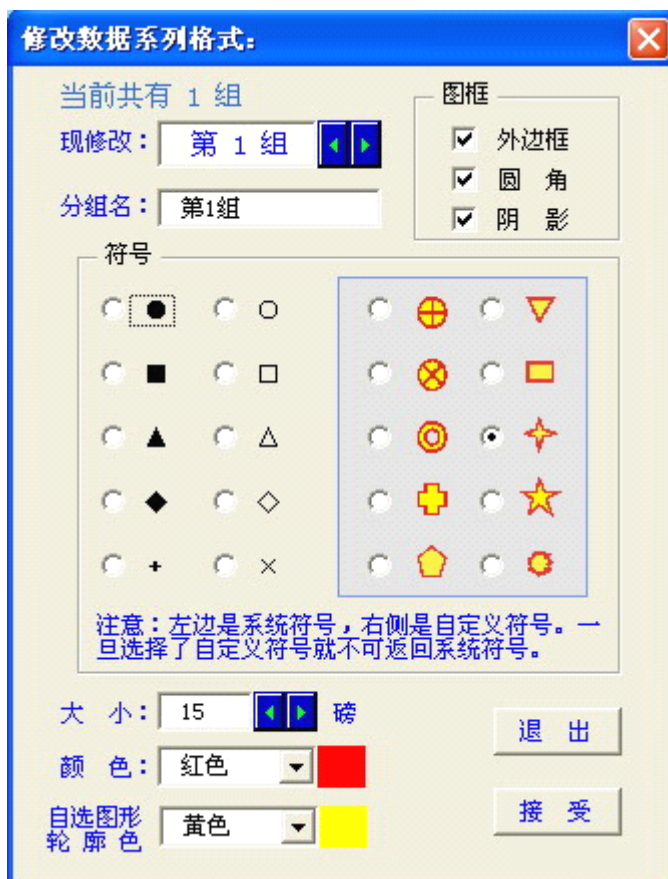 修改数据系列格式：
当前共有 1 组
图框
现修改：
第 1 组
外边框
圆 角
分组名：
第1组
阴 影
符号
注意：左边是系统符号，右侧是自定义符号。一
旦选择了自定义符号就不可返回系统符号。
大 小：
15
磅
退 出
颜 色：
红色
接 受
自选图形
轮 廓 色
黄色